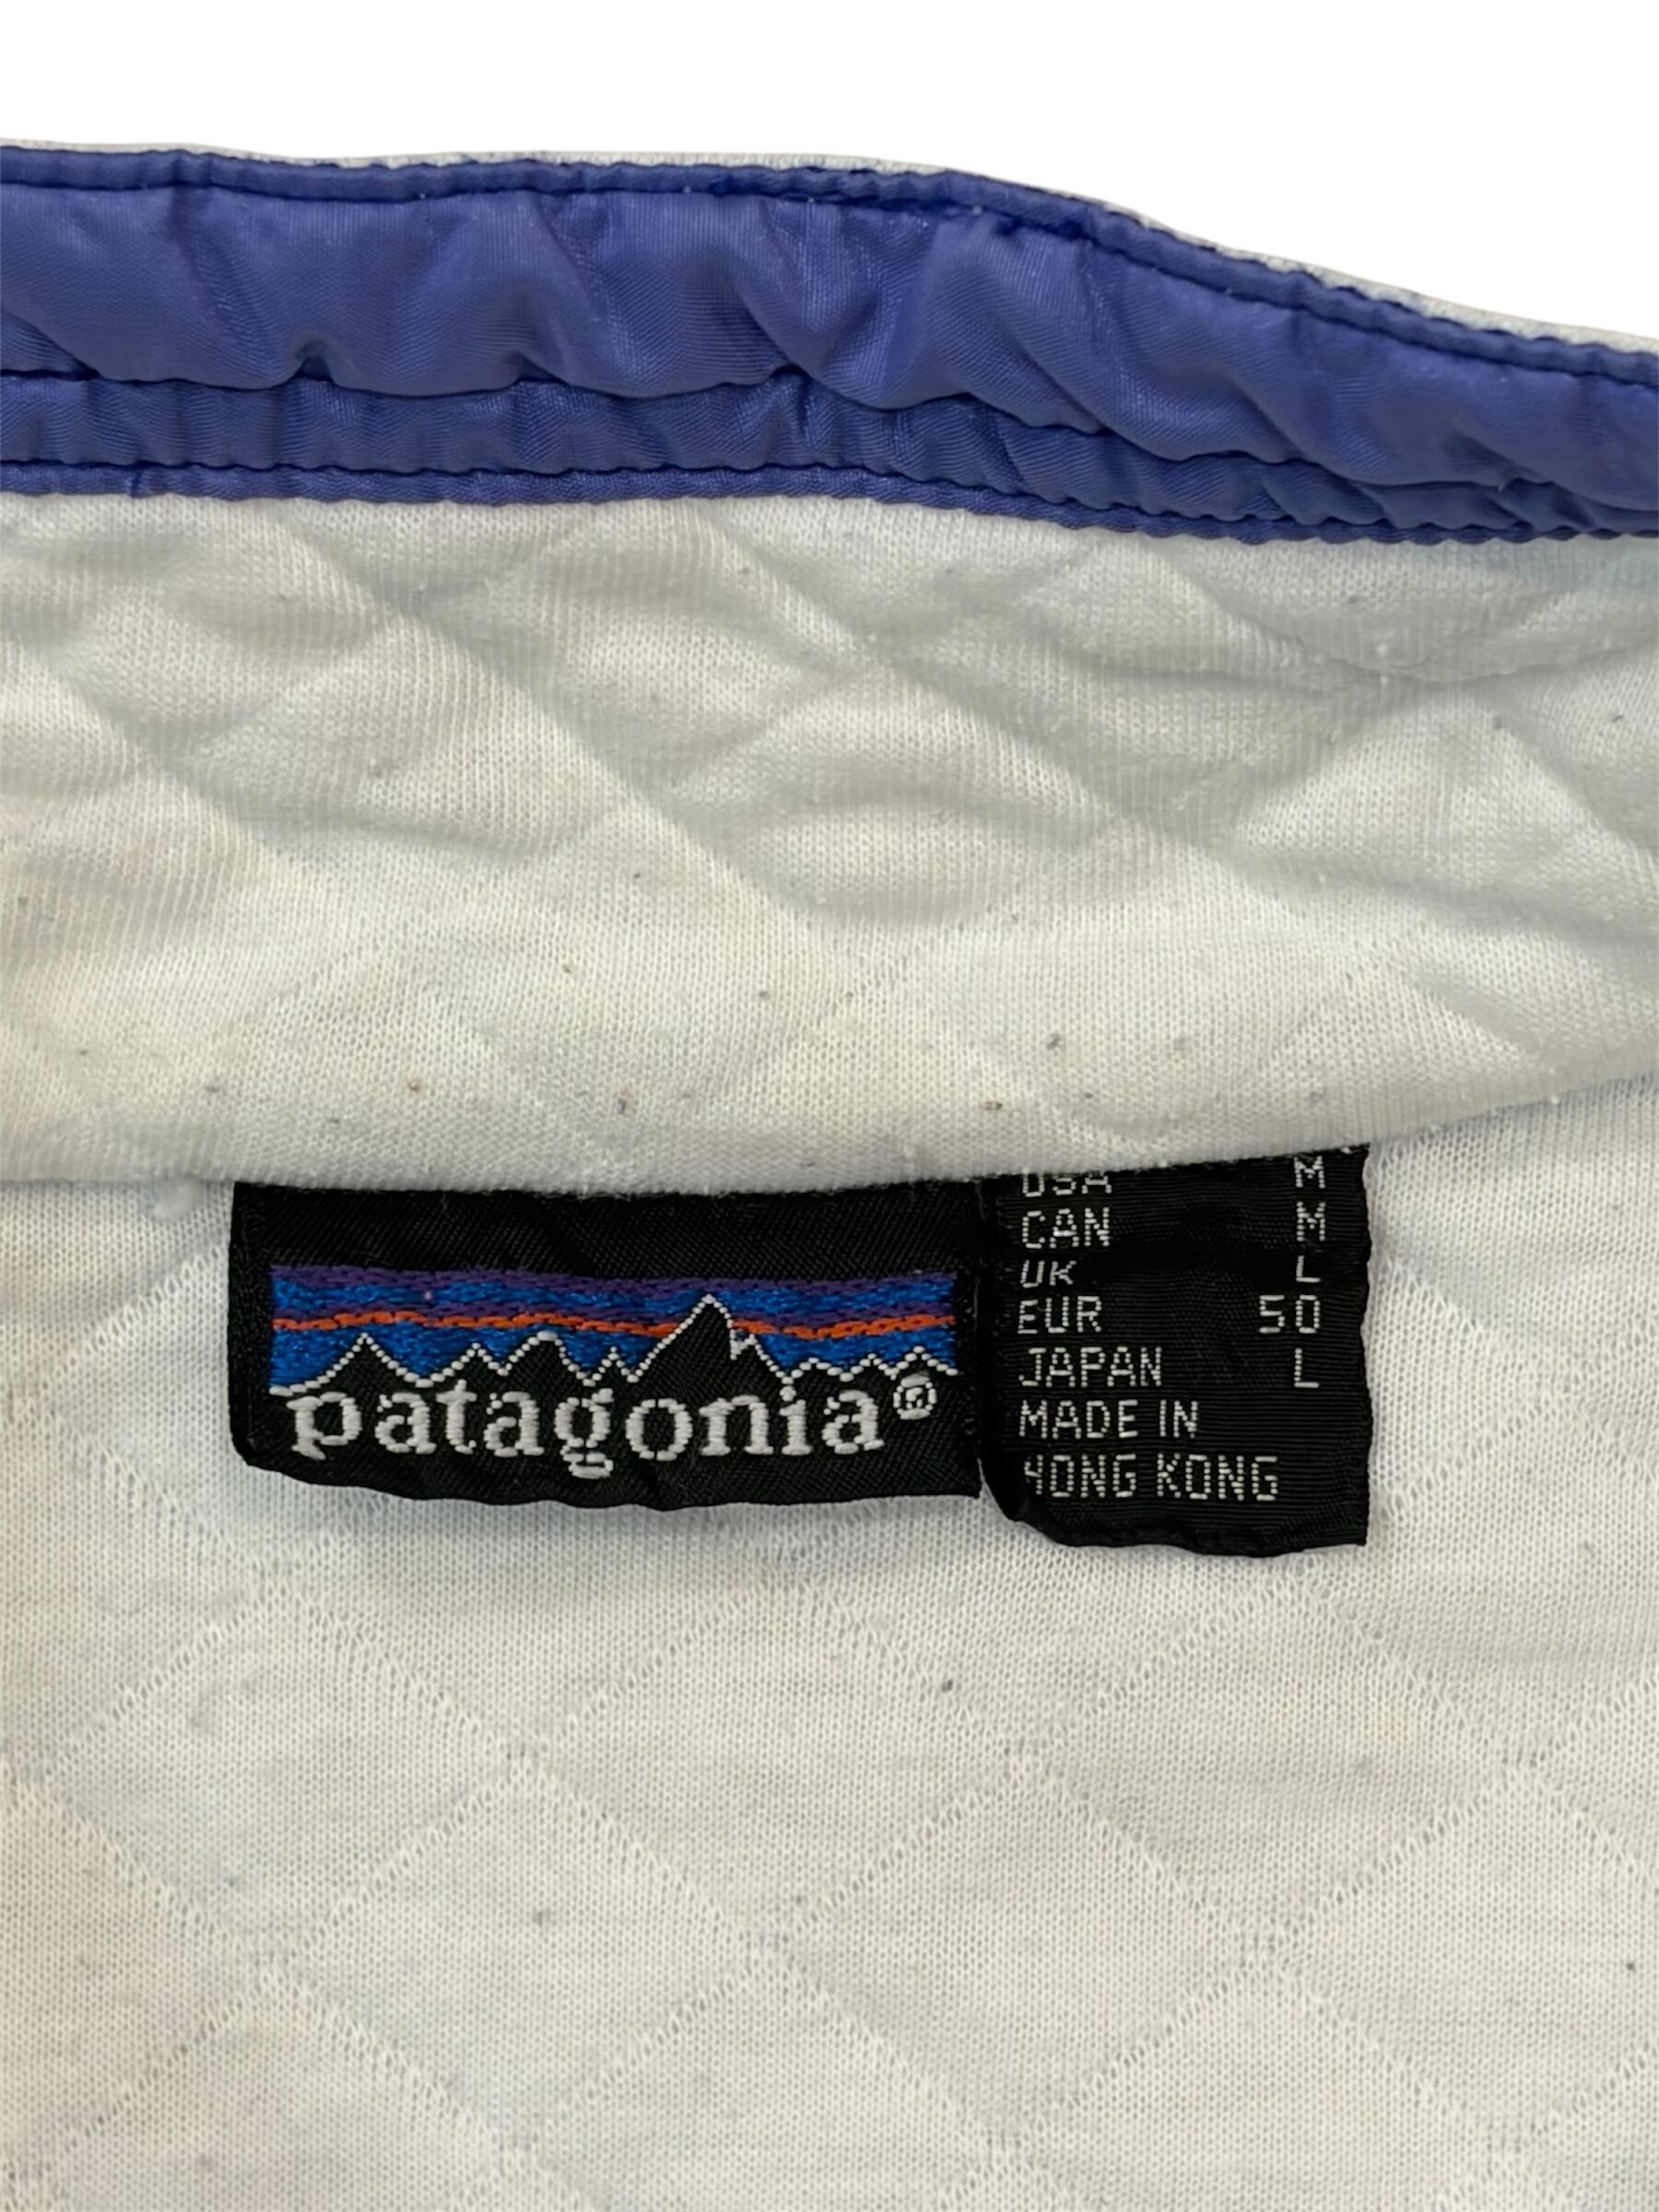 patagonia®
USA M
CAN M
UK L
EUR 50
JAPAN L
MADE IN
HONG KONG